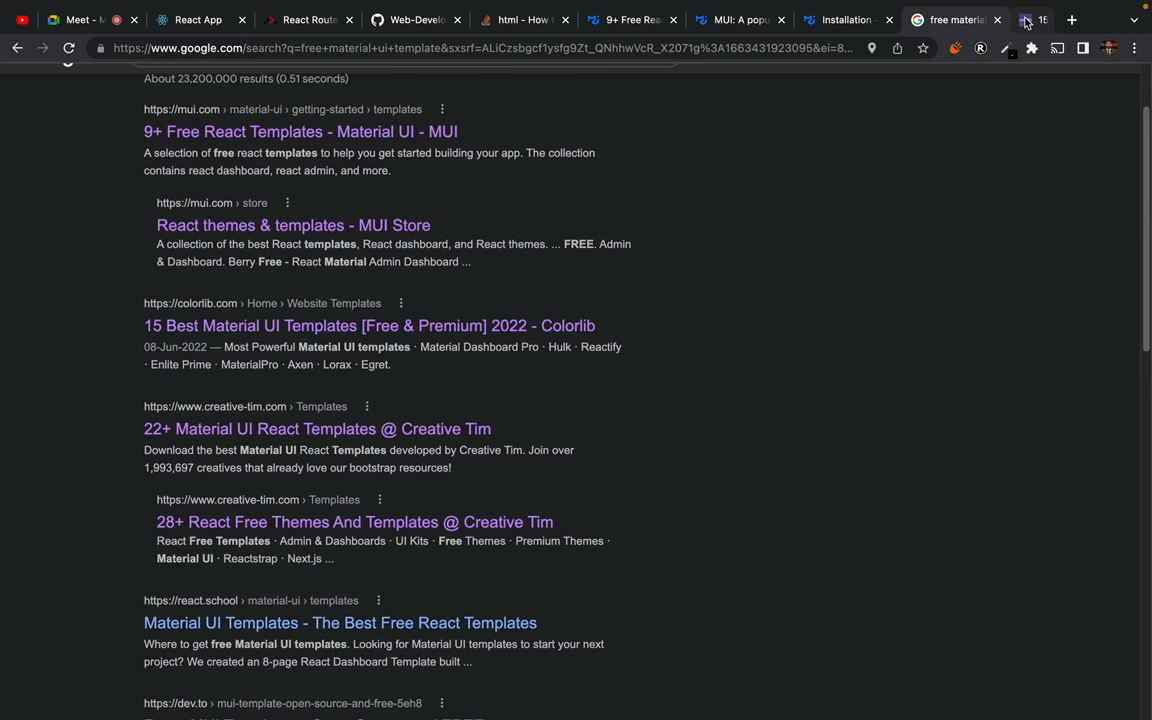 Meet - M
React App
React Route
Web-Develo
html - How t
9+ Free Rea
MUI: A popu
Installation -
free material
15
https://www.google.com/search?q=free+material+ui+template&sxsrf=ALiCzsbgcf1ysfg9Zt_QNhhwVcR_X2071g%3A1663431923095&ei=8...
About 23,200,000 results (0.51 seconds)
https://mui.com › material-ui › getting-started › templates
9+ Free React Templates - Material UI - MUI
A selection of free react templates to help you get started building your app. The collection
contains react dashboard, react admin, and more.
https://mui.com › store
React themes & templates - MUI Store
A collection of the best React templates, React dashboard, and React themes. ... FREE. Admin
& Dashboard. Berry Free - React Material Admin Dashboard ...
https://colorlib.com › Home › Website Templates
15 Best Material UI Templates [Free & Premium] 2022 - Colorlib
08-Jun-2022 — Most Powerful Material UI templates · Material Dashboard Pro · Hulk · Reactify
· Enlite Prime · MaterialPro · Axen · Lorax · Egret.
https://www.creative-tim.com › Templates
22+ Material UI React Templates @ Creative Tim
Download the best Material UI React Templates developed by Creative Tim. Join over
1,993,697 creatives that already love our bootstrap resources!
https://www.creative-tim.com › Templates
28+ React Free Themes And Templates @ Creative Tim
React Free Templates · Admin & Dashboards · UI Kits · Free Themes · Premium Themes ·
Material UI · Reactstrap · Next.js ...
https://react.school › material-ui › templates
Material UI Templates - The Best Free React Templates
Where to get free Material UI templates. Looking for Material UI templates to start your next
project? We created an 8-page React Dashboard Template built ...
https://dev.to › mui-template-open-source-and-free-5eh8